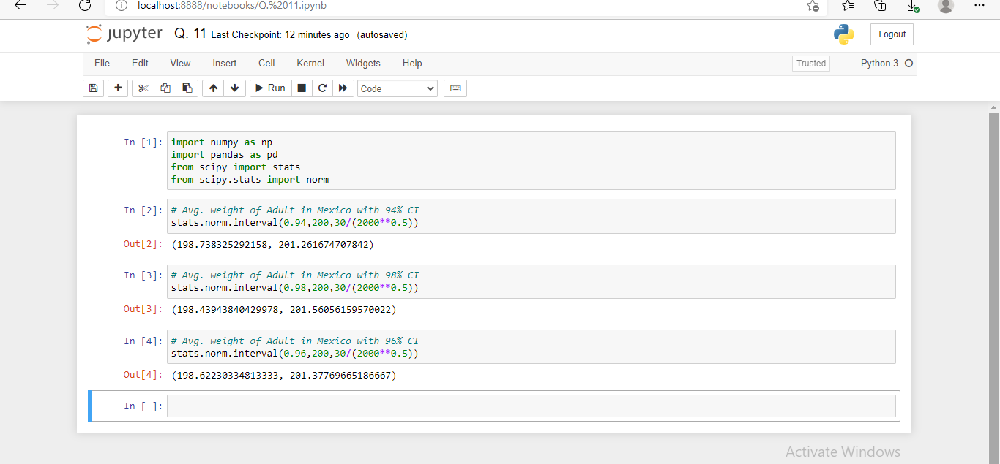 localhost:8888/notebooks/Q.%2011.ipynb
jupyter Q. 11 Last Checkpoint: 12 minutes ago (autosaved)
Logout
File Edit View Insert Cell Kernel Widgets Help
Trusted
Python 3
Run
Code
In [1]: import numpy as np
import pandas as pd
from scipy import stats
from scipy.stats import norm
In [2]: # Avg. weight of Adult in Mexico with 94% CI
stats.norm.interval(0.94,200,30/(2000**0.5))
Out[2]: (198.738325292158, 201.261674707842)
In [3]: # Avg. weight of Adult in Mexico with 98% CI
stats.norm.interval(0.98,200,30/(2000**0.5))
Out[3]: (198.43943840429978, 201.56056159570022)
In [4]: # Avg. weight of Adult in Mexico with 96% CI
stats.norm.interval(0.96,200,30/(2000**0.5))
Out[4]: (198.62230334813333, 201.37769665186667)
In [ ]:
Activate Windows